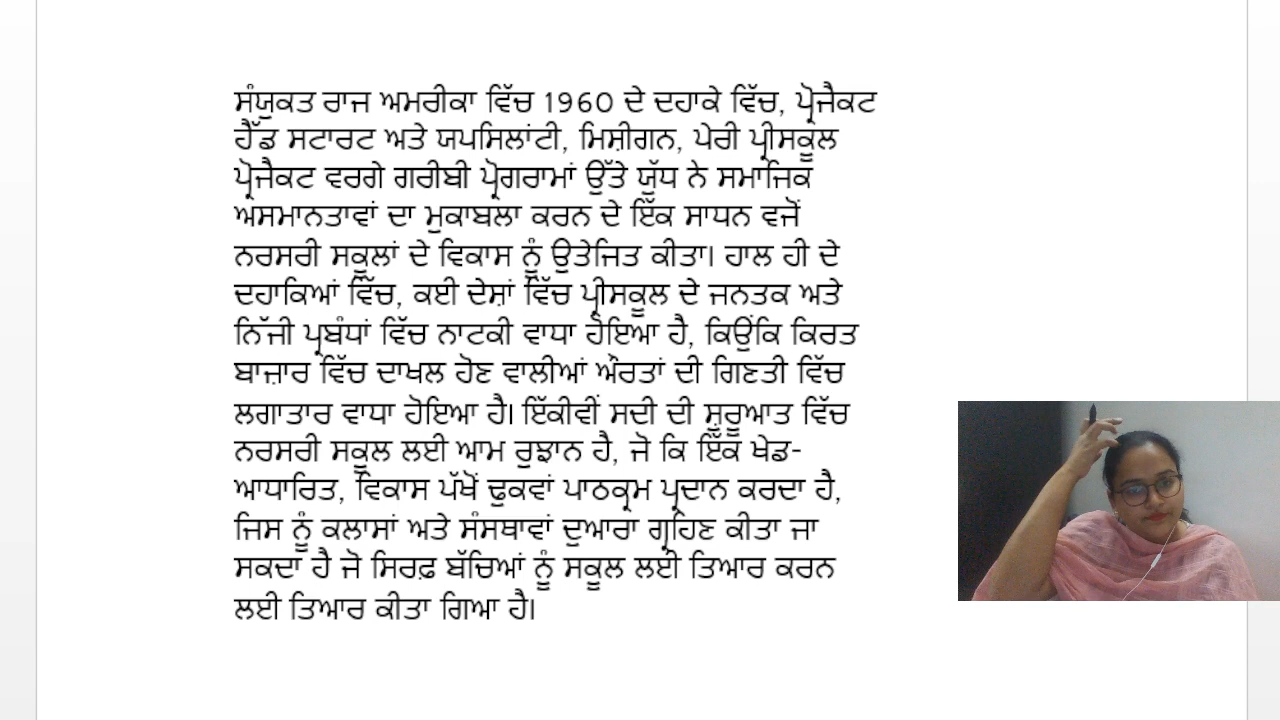 ਸੰਯੁਕਤ ਰਾਜ ਅਮਰੀਕਾ ਵਿੱਚ 1960 ਦੇ ਦਹਾਕੇ ਵਿੱਚ, ਪ੍ਰੋਜੈਕਟ
ਹੈੱਡ ਸਟਾਰਟ ਅਤੇ ਯਪਸਿਲਾਂਟੀ, ਮਿਸ਼ੀਗਨ, ਪੇਰੀ ਪ੍ਰੀਸਕੂਲ
ਪ੍ਰੋਜੈਕਟ ਵਰਗੇ ਗਰੀਬੀ ਪ੍ਰੋਗਰਾਮਾਂ ਉੱਤੇ ਯੁੱਧ ਨੇ ਸਮਾਜਿਕ
ਅਸਮਾਨਤਾਵਾਂ ਦਾ ਮੁਕਾਬਲਾ ਕਰਨ ਦੇ ਇੱਕ ਸਾਧਨ ਵਜੋਂ
ਨਰਸਰੀ ਸਕੂਲਾਂ ਦੇ ਵਿਕਾਸ ਨੂੰ ਉਤੇਜਿਤ ਕੀਤਾ। ਹਾਲ ਹੀ ਦੇ
ਦਹਾਕਿਆਂ ਵਿੱਚ, ਕਈ ਦੇਸ਼ਾਂ ਵਿੱਚ ਪ੍ਰੀਸਕੂਲ ਦੇ ਜਨਤਕ ਅਤੇ
ਨਿੱਜੀ ਪ੍ਰਬੰਧਾਂ ਵਿੱਚ ਨਾਟਕੀ ਵਾਧਾ ਹੋਇਆ ਹੈ, ਕਿਉਂਕਿ ਕਿਰਤ
ਬਾਜ਼ਾਰ ਵਿੱਚ ਦਾਖਲ ਹੋਣ ਵਾਲੀਆਂ ਔਰਤਾਂ ਦੀ ਗਿਣਤੀ ਵਿੱਚ
ਲਗਾਤਾਰ ਵਾਧਾ ਹੋਇਆ ਹੈ। ਇੱਕੀਵੀਂ ਸਦੀ ਦੀ ਸ਼ੁਰੂਆਤ ਵਿੱਚ
ਨਰਸਰੀ ਸਕੂਲ ਲਈ ਆਮ ਰੁਝਾਨ ਹੈ, ਜੋ ਕਿ ਇੱਕ ਖੇਡ-
ਆਧਾਰਿਤ, ਵਿਕਾਸ ਪੱਖੋਂ ਢੁਕਵਾਂ ਪਾਠਕ੍ਰਮ ਪ੍ਰਦਾਨ ਕਰਦਾ ਹੈ,
ਜਿਸ ਨੂੰ ਕਲਾਸਾਂ ਅਤੇ ਸੰਸਥਾਵਾਂ ਦੁਆਰਾ ਗ੍ਰਹਿਣ ਕੀਤਾ ਜਾ
ਸਕਦਾ ਹੈ ਜੋ ਸਿਰਫ਼ ਬੱਚਿਆਂ ਨੂੰ ਸਕੂਲ ਲਈ ਤਿਆਰ ਕਰਨ
ਲਈ ਤਿਆਰ ਕੀਤਾ ਗਿਆ ਹੈ।